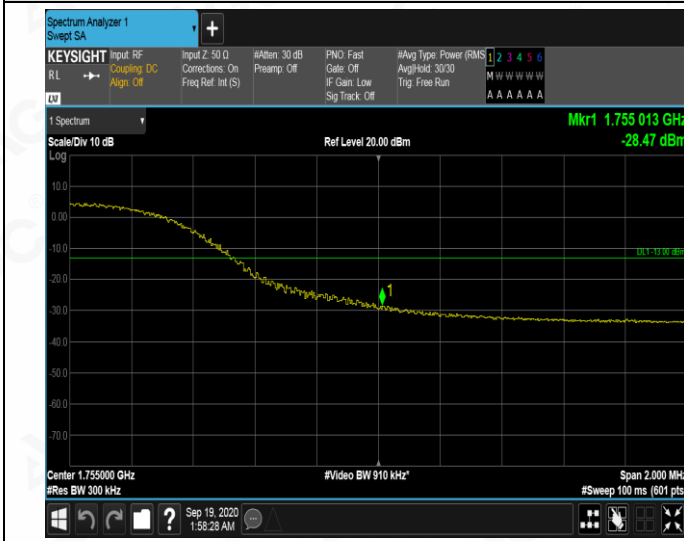 Spectrum Analyzer 1
Swept SA
+
KEYSIGHT
RL
LXI
Input: RF
Coupling: DC
Align: Off
Input Z: 50 Ω
Corrections: On
Freq Ref: Int (S)
#Atten: 30 dB
Preamp: Off
PNO: Fast
Gate: Off
IF Gain: Low
Sig Track: Off
#Avg Type: Power (RMS
Avg|Hold: 30/30
Trig: Free Run
1 2 3 4 5 6
M W W W W W
A A A A A A
1 Spectrum
Scale/Div 10 dB
Ref Level 20.00 dBm
Mkr1 1.755 013 GHz
-28.47 dBm
Log
10.0
0.00
-10.0
-20.0
-30.0
-40.0
-50.0
-60.0
-70.0
DL1 -13.00 dBm
1
Center 1.755000 GHz
#Video BW 910 kHz*
Span 2.000 MHz
#Res BW 300 kHz
#Sweep 100 ms (601 pts
?
Sep 19, 2020
1:58:28 AM